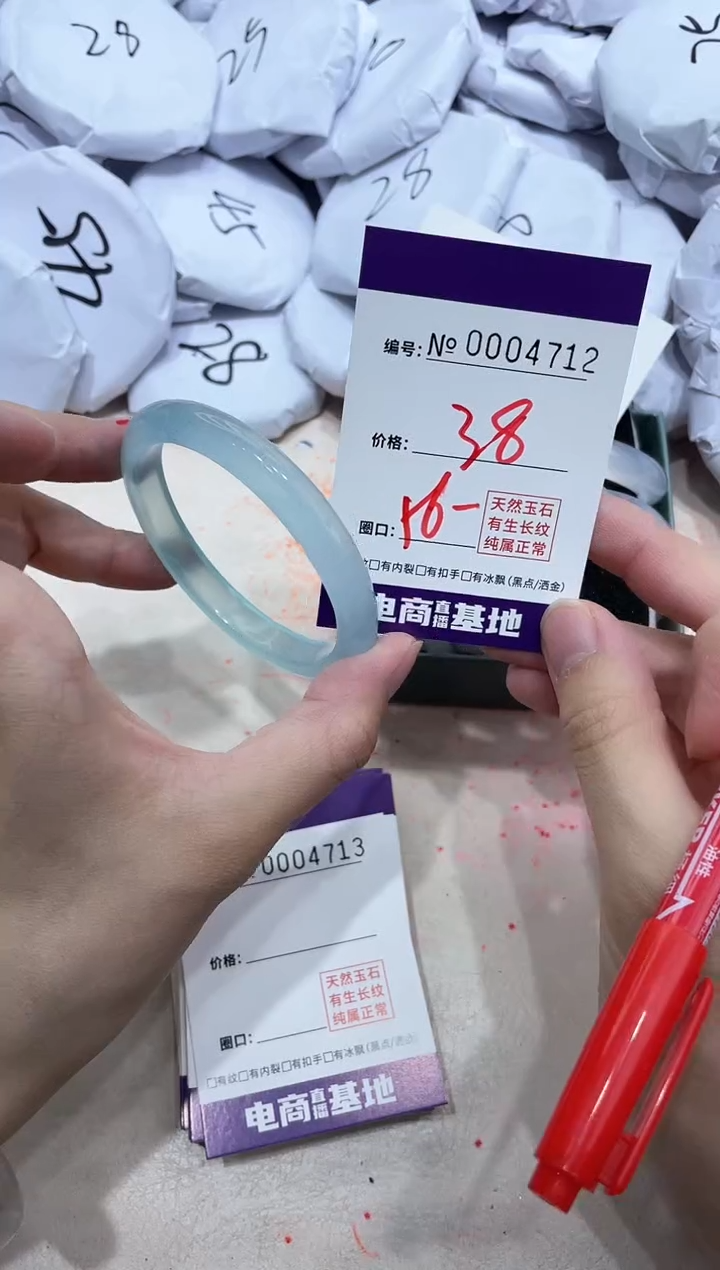 28
25
28
45
45
28
编号: № 0004712
价格: 38
圈口: 56-
天然玉石
有生长纹
纯属正常
□有内裂□有扣手□有冰飘(黑点/洒金)
电商直播基地
0004713
价格:
天然玉石
有生长纹
纯属正常
圈口:
□有纹□有内裂□有扣手□有冰飘(黑点/洒金)
电商直播基地